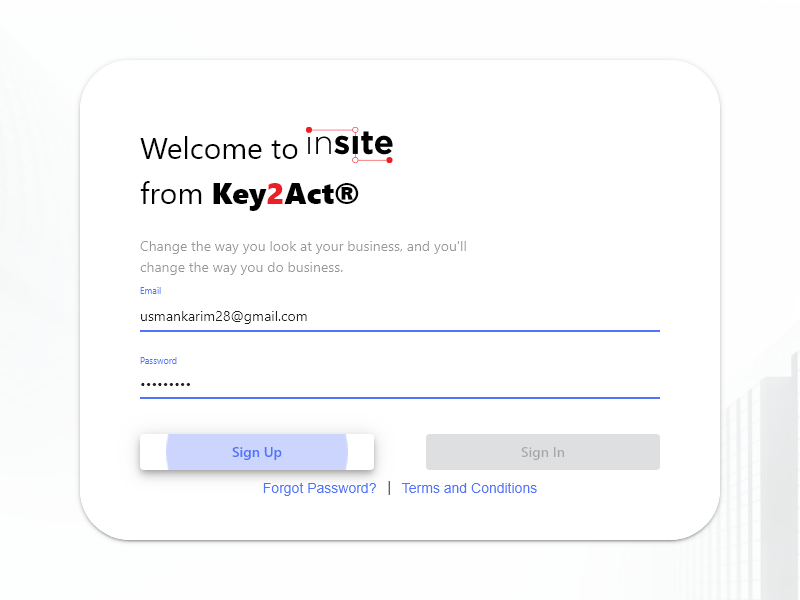 Welcome to insite
from Key2Act®
Change the way you look at your business, and you'll
change the way you do business.
Email
usmankarim28@gmail.com
Password
•••••••••
Sign Up
Sign In
Forgot Password? | Terms and Conditions